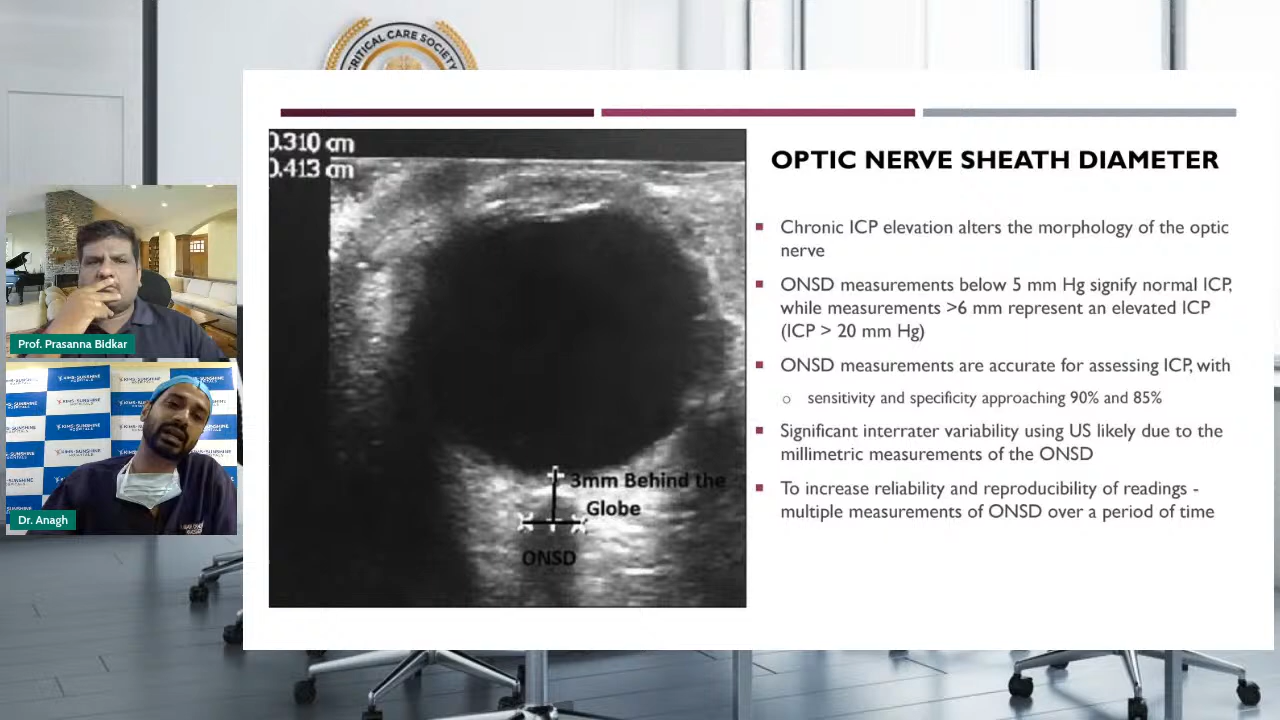 CRITICAL CARE SOCIETY
0.310 cm
0.413 cm
3mm Behind the
Globe
ONSD
OPTIC NERVE SHEATH DIAMETER
Chronic ICP elevation alters the morphology of the optic
nerve
ONSD measurements below 5 mm Hg signify normal ICP,
while measurements >6 mm represent an elevated ICP
(ICP > 20 mm Hg)
ONSD measurements are accurate for assessing ICP, with
sensitivity and specificity approaching 90% and 85%
Significant interrater variability using US likely due to the
millimetric measurements of the ONSD
To increase reliability and reproducibility of readings -
multiple measurements of ONSD over a period of time
Prof. Prasanna Bidkar
KIMS-SUNSHINE
HOSPITALS
Dr. Anagh